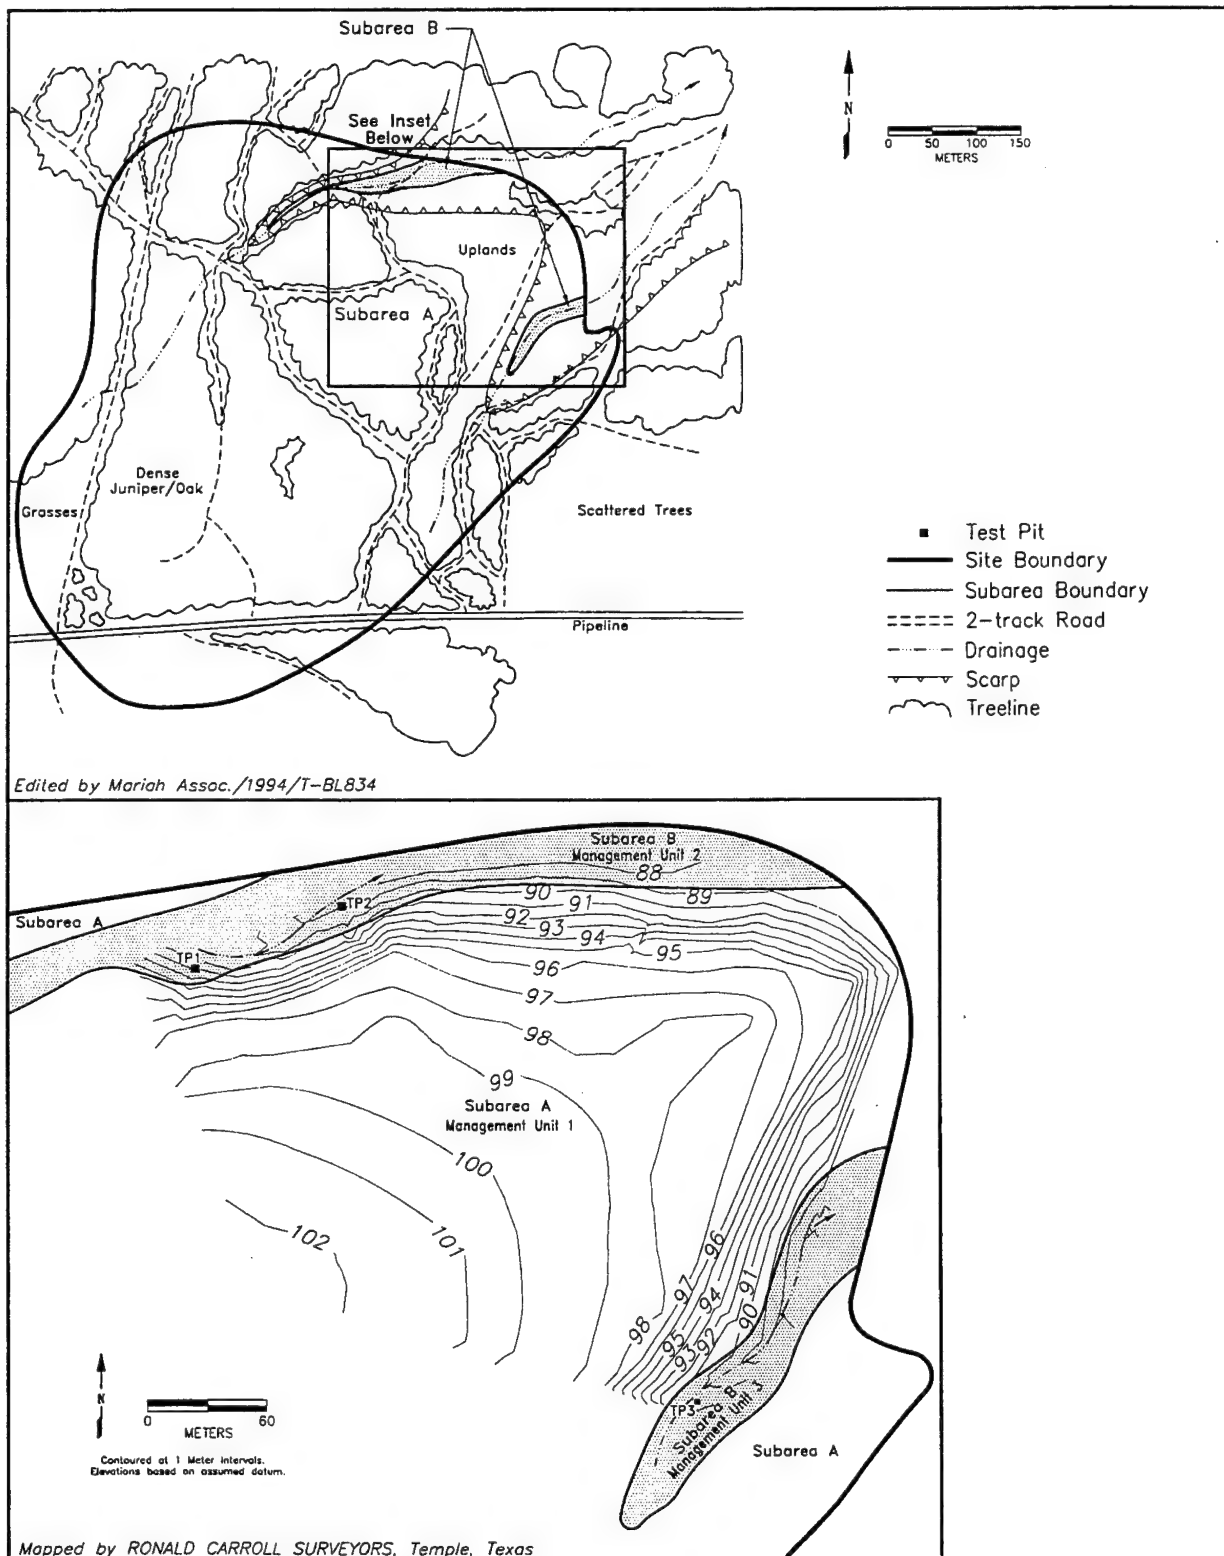 Subarea B
See Inset
Below
N
0 50 100 150
METERS
Uplands
Subarea A
Dense
Juniper/Oak
Grasses
Scattered Trees
Pipeline
Test Pit
Site Boundary
Subarea Boundary
2-track Road
Drainage
Scarp
Treeline
Edited by Mariah Assoc./1994/T-BL834
Subarea B
Management Unit 2
88
90
89
91
92
93
94
95
96
97
98
99
Subarea A
TP2
TP1
Subarea A
Management Unit 1
100
101
102
96
97
98
94
95
93
92
91
90
TP3
Subarea B
Management Unit 3
Subarea A
N
0 60
METERS
Contoured at 1 Meter Intervals.
Elevations based on assumed datum.
Mapped by RONALD CARROLL SURVEYORS, Temple, Texas